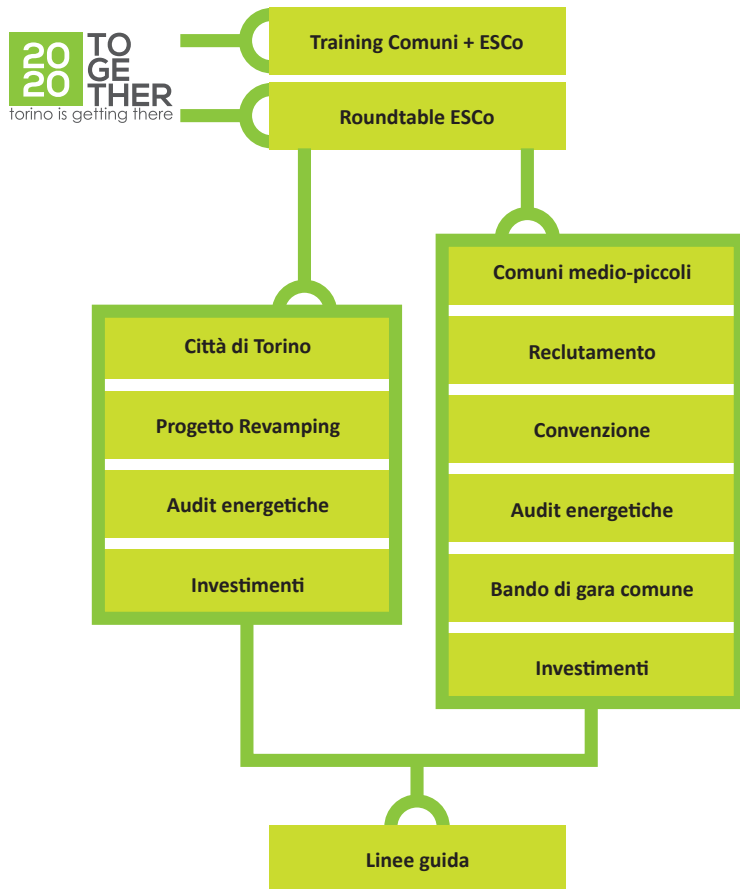 20
20
TO
GE
THER
torino is getting there
Training Comuni + ESCo
Roundtable ESCo
Città di Torino
Progetto Revamping
Audit energetiche
Investimenti
Comuni medio-piccoli
Reclutamento
Convenzione
Audit energetiche
Bando di gara comune
Investimenti
Linee guida